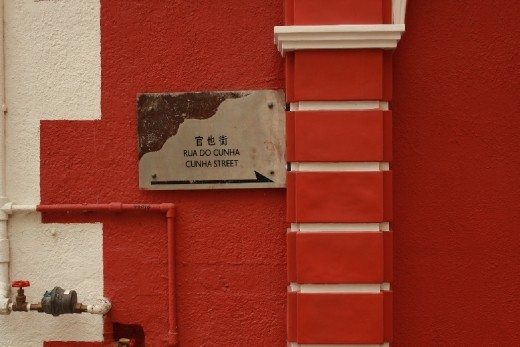 官也街
RUA DO CUNHA
CUNHA STREET